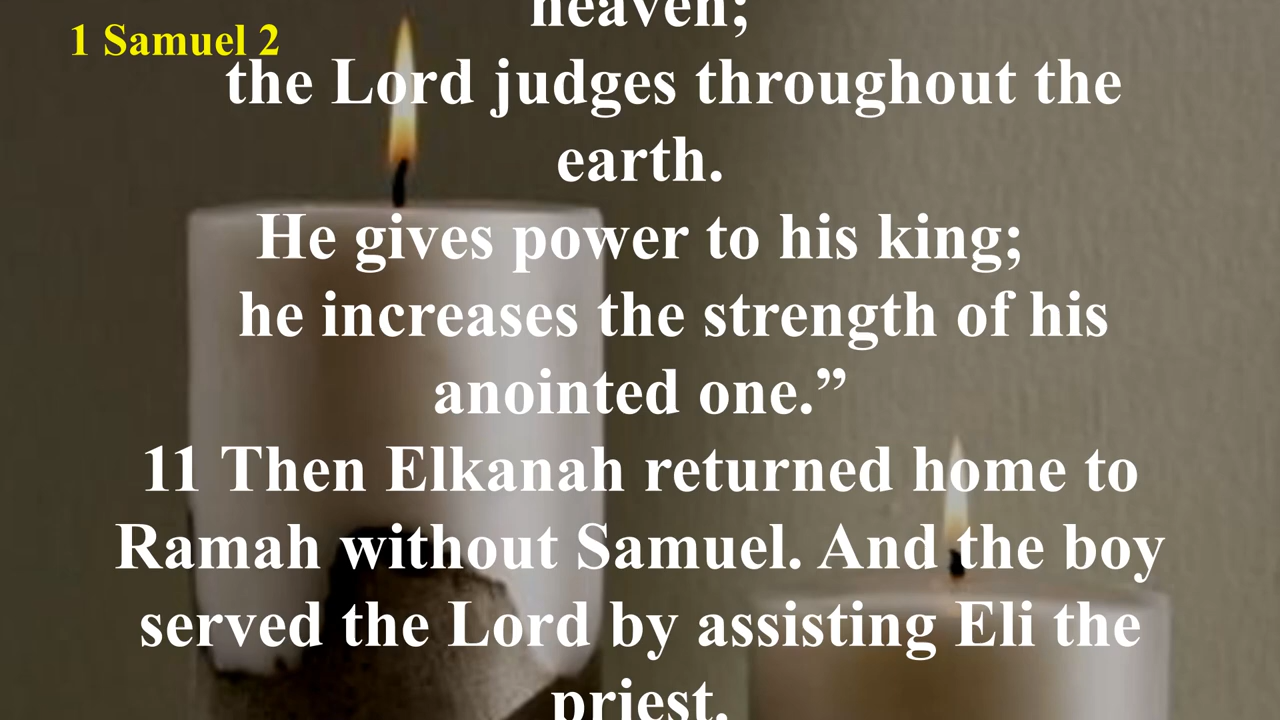 heaven;
1 Samuel 2
the Lord judges throughout the
earth.
He gives power to his king;
he increases the strength of his
anointed one.”
11 Then Elkanah returned home to
Ramah without Samuel. And the boy
served the Lord by assisting Eli the
priest.